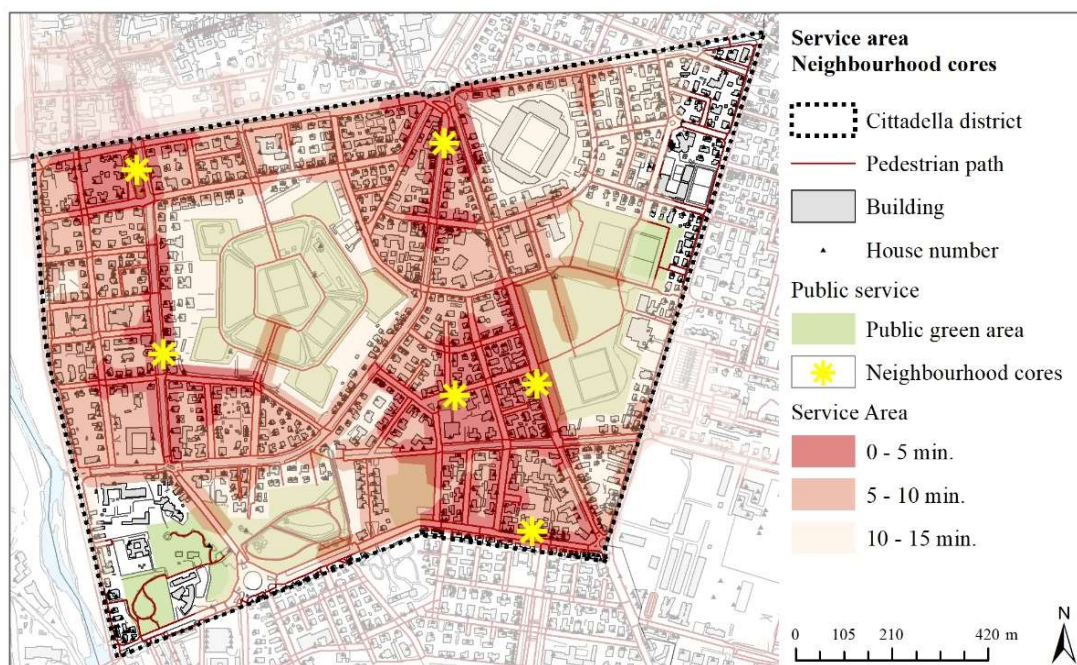 Service area
Neighbourhood cores
Cittadella district
Pedestrian path
Building
House number
Public service
Public green area
Neighbourhood cores
Service Area
0 - 5 min.
5 - 10 min.
10 - 15 min.
N
0 105 210 420 m